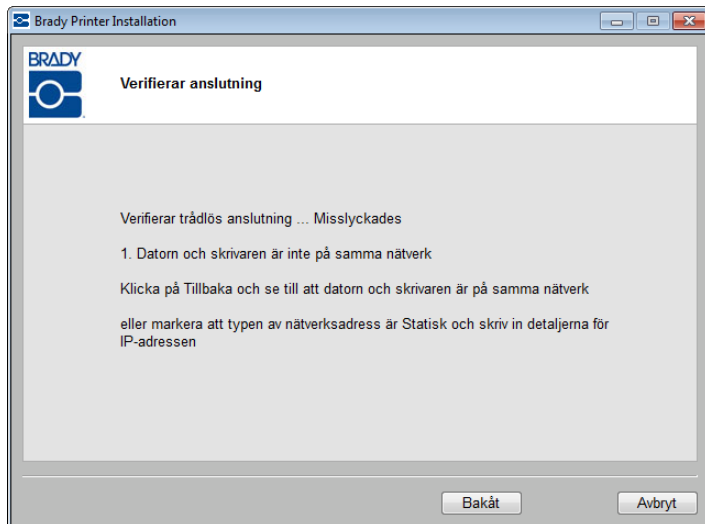 Brady Printer Installation
BRADY
Verifierar anslutning
Verifierar trådlös anslutning ... Misslyckades
1. Datorn och skrivaren är inte på samma nätverk
Klicka på Tillbaka och se till att datorn och skrivaren är på samma nätverk
eller markera att typen av nätverksadress är Statisk och skriv in detaljerna för
IP-adressen
Bakåt
Avbryt